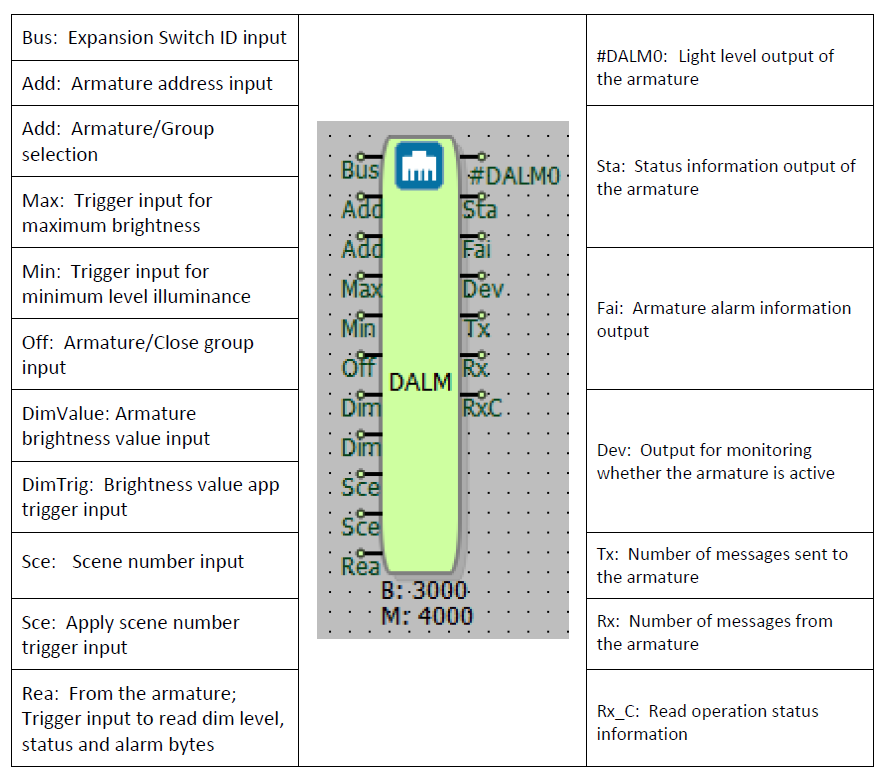 Bus: Expansion Switch ID input
Add: Armature address input
Add: Armature/Group
selection
Max: Trigger input for
maximum brightness
Min: Trigger input for
minimum level illuminance
Off: Armature/Close group
input
DimValue: Armature
brightness value input
DimTrig: Brightness value app
trigger input
Sce: Scene number input
Sce: Apply scene number
trigger input
Rea: From the armature;
Trigger input to read dim level,
status and alarm bytes
Bus
Add
Add
Max
Min
Off
Dim
Dim
Sce
Sce
Rea
DALM
#DALM0
Sta
Fai
Dev
Tx
Rx
RxC
B: 3000
M: 4000
#DALM0: Light level output of
the armature
Sta: Status information output of
the armature
Fai: Armature alarm information
output
Dev: Output for monitoring
whether the armature is active
Tx: Number of messages sent to
the armature
Rx: Number of messages from
the armature
Rx_C: Read operation status
information